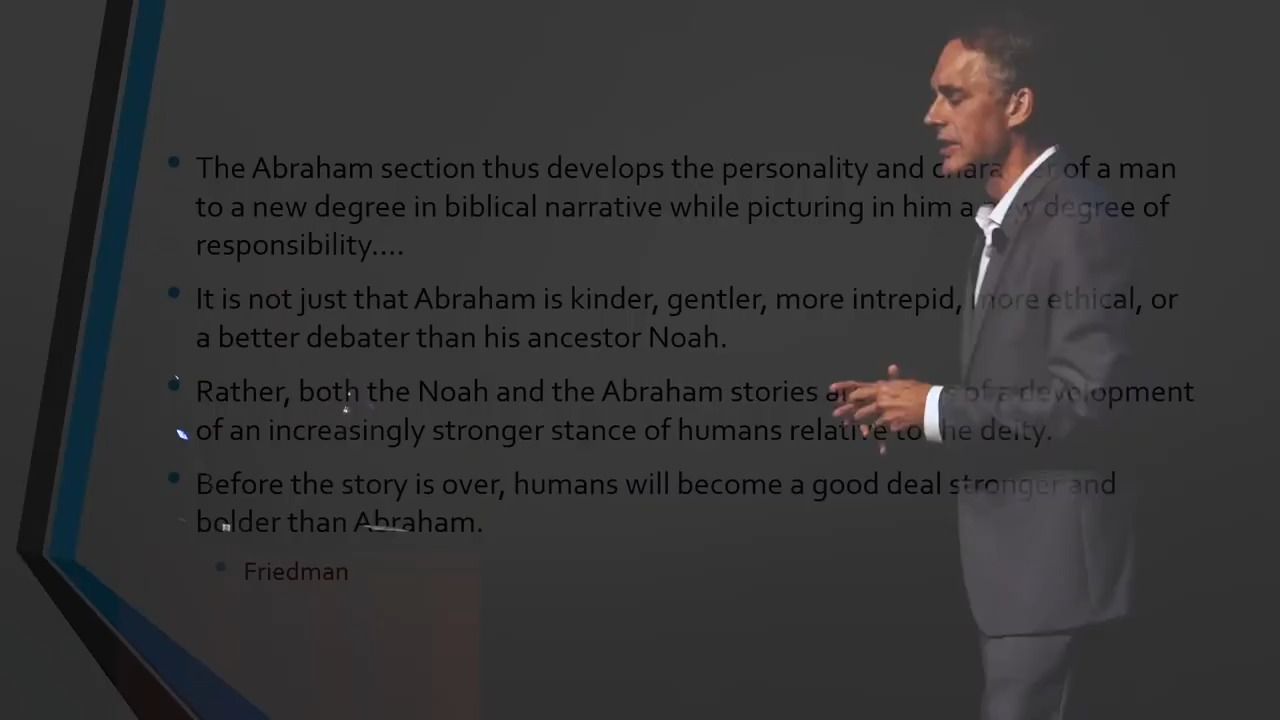 The Abraham section thus develops the personality and character of a man
to a new degree in biblical narrative while picturing in him a new degree of
responsibility....
It is not just that Abraham is kinder, gentler, more intrepid, more ethical, or
a better debater than his ancestor Noah.
Rather, both the Noah and the Abraham stories of a development
of an increasingly stronger stance of humans relative to the deity.
Before the story is over, humans will become a good deal stronger and
bolder than Abraham.
Friedman